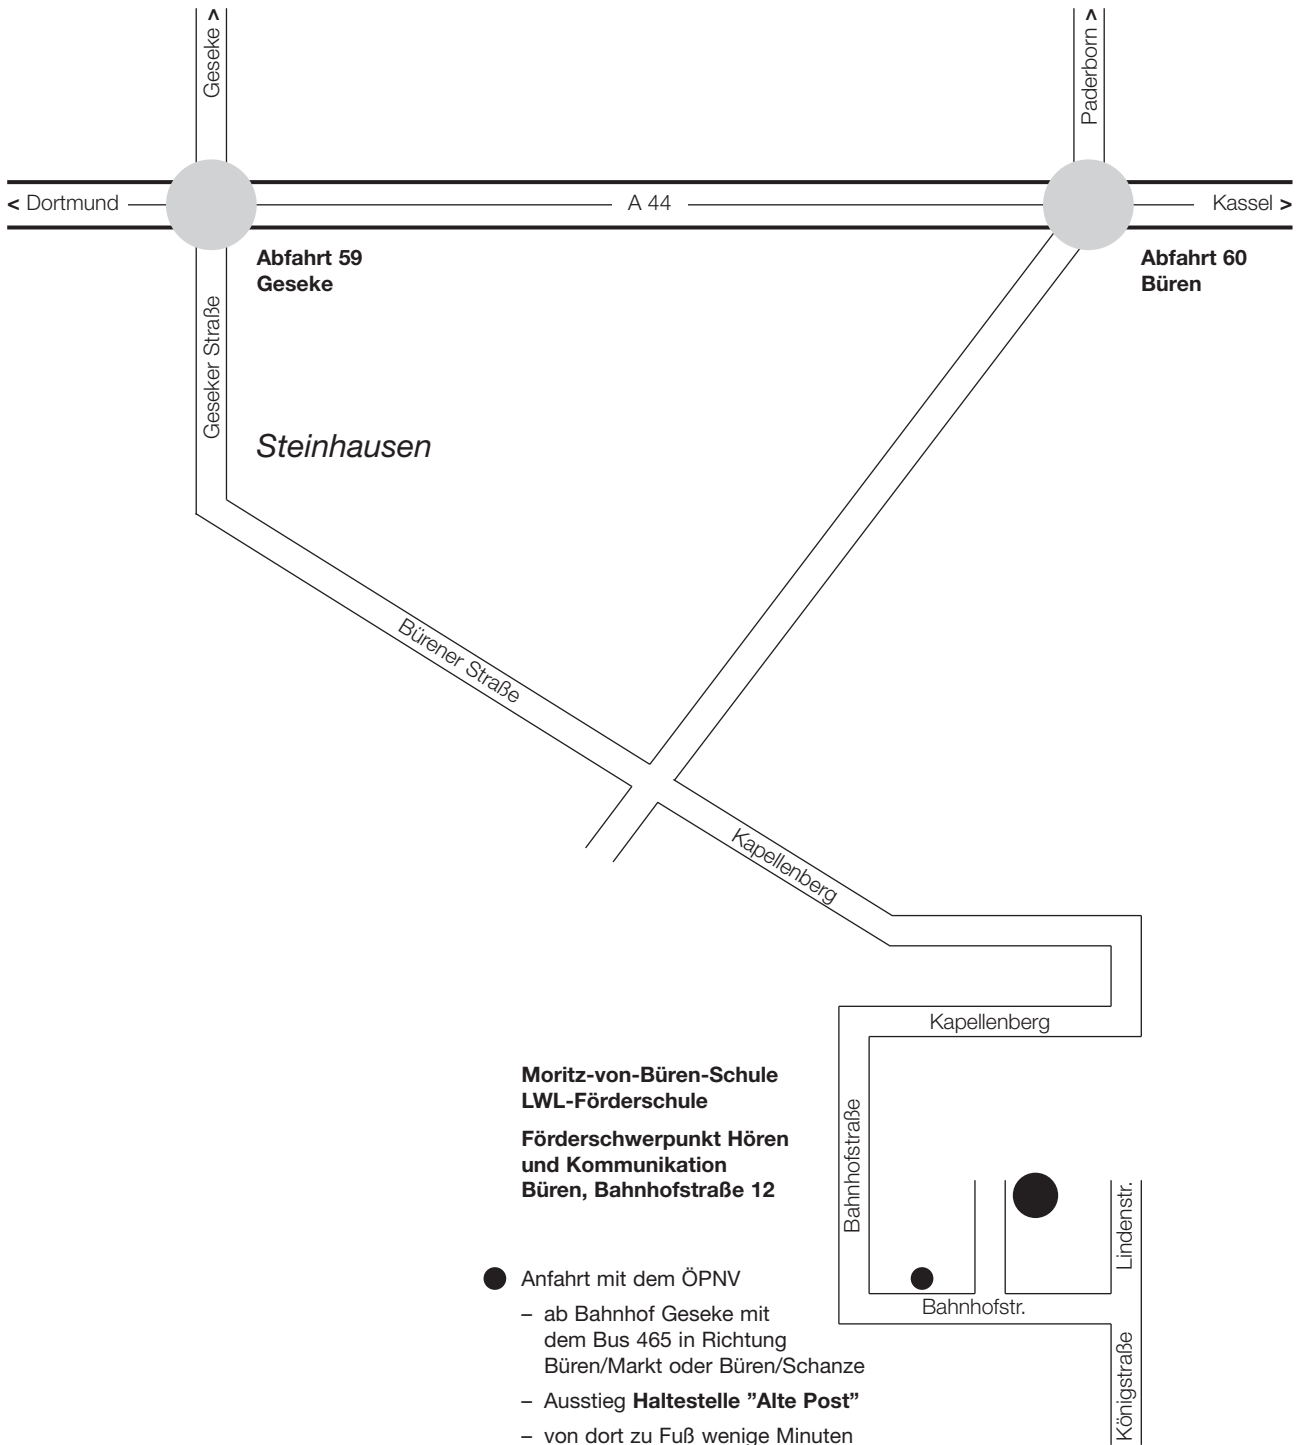 Geseke >
Paderborn >
< Dortmund
A 44
Kassel >
Abfahrt 59
Geseke
Abfahrt 60
Büren
Geseker Straße
Steinhausen
Bürener Straße
Kapellenberg
Kapellenberg
Moritz-von-Büren-Schule
LWL-Förderschule
Förderschwerpunkt Hören
und Kommunikation
Büren, Bahnhofstraße 12
Bahnhofstraße
Lindenstr.
Bahnhofstr.
Königstraße
Anfahrt mit dem ÖPNV
– ab Bahnhof Geseke mit
dem Bus 465 in Richtung
Büren/Markt oder Büren/Schanze
– Ausstieg Haltestelle ”Alte Post”
– von dort zu Fuß wenige Minuten